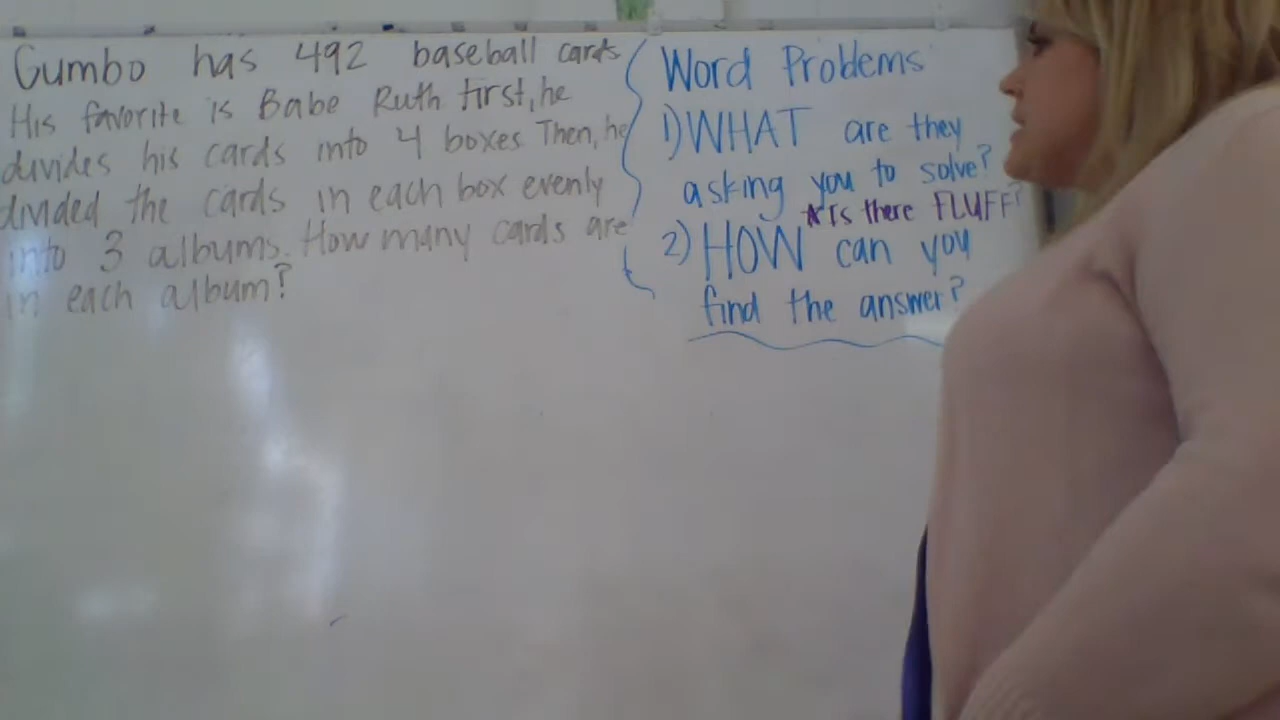 Gumbo has 492 baseball cards
His favorite is Babe Ruth first, he
divides his cards into 4 boxes Then, he
divided the cards in each box evenly
into 3 albums. How many cards are
in each album?
Word Problems
1) WHAT are they
asking you to solve?
*Is there FLUFF?
2) HOW can you
find the answer?